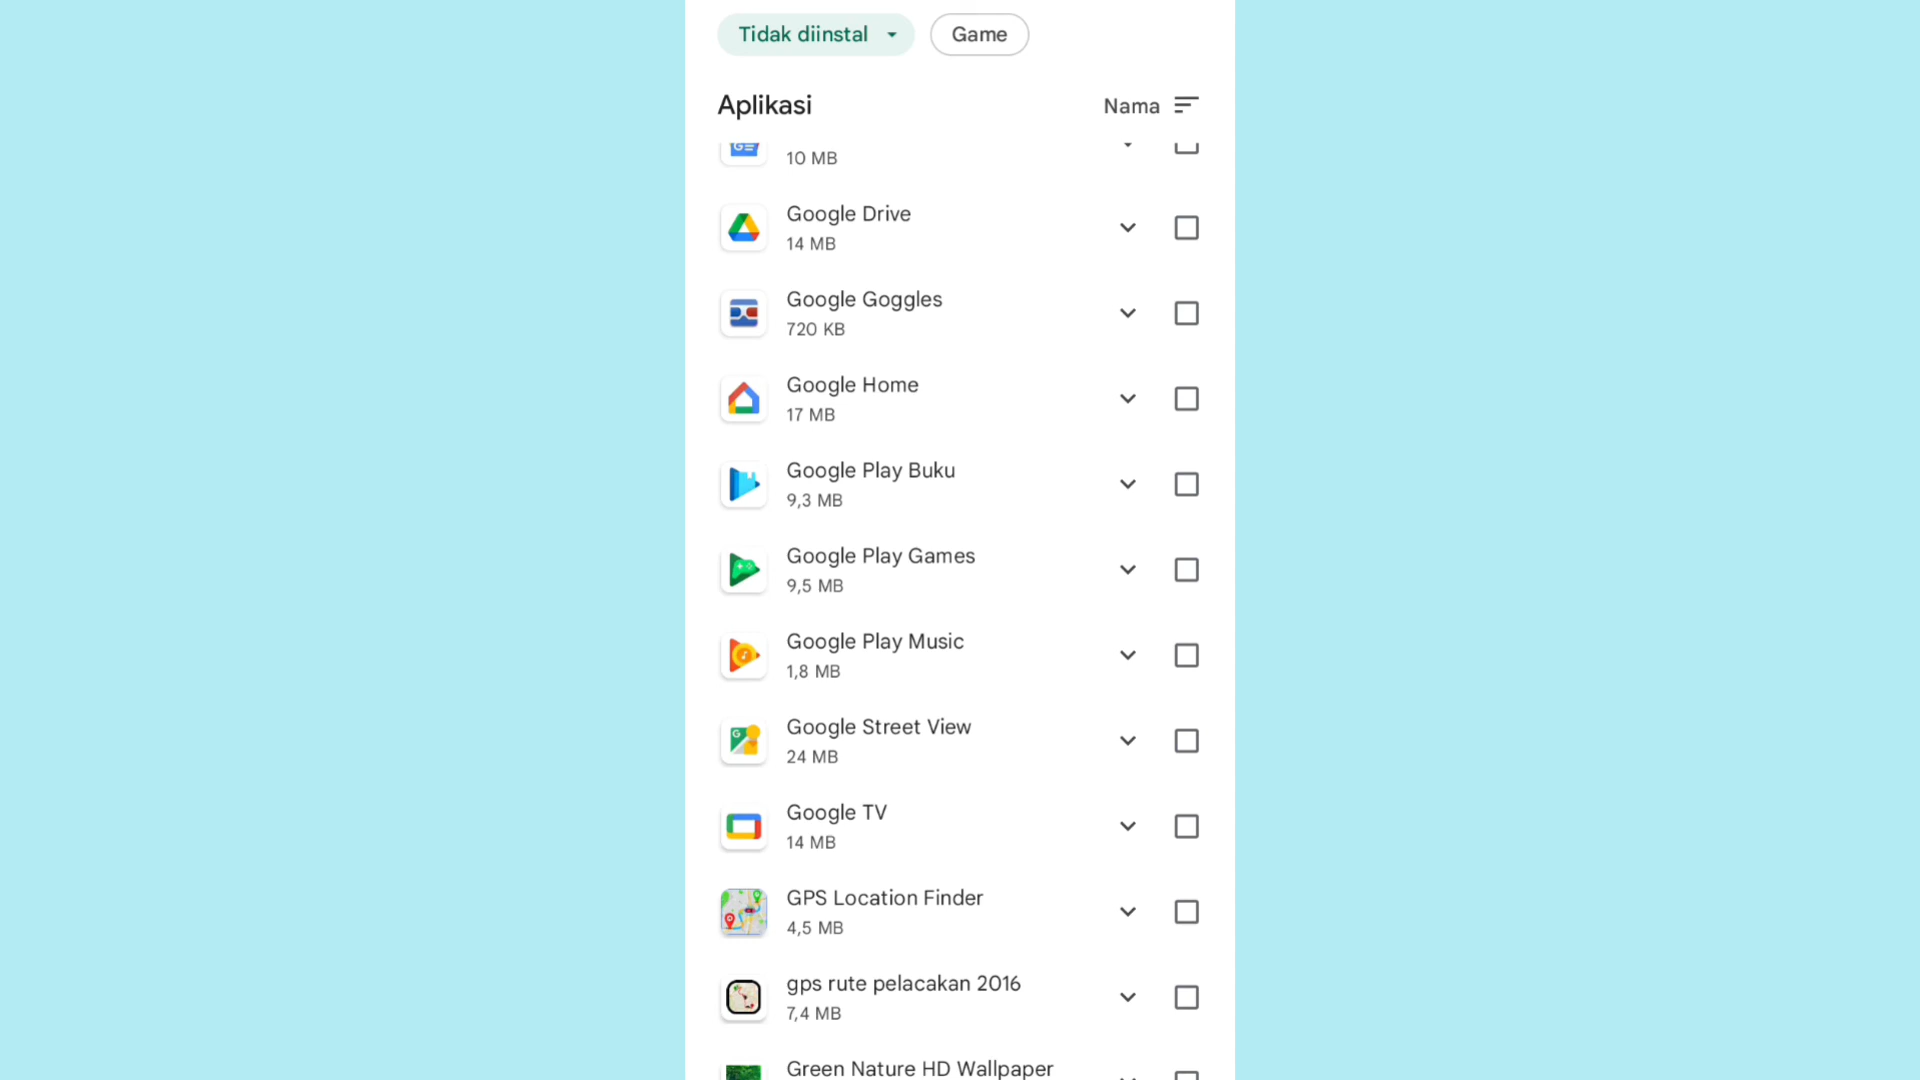 Tidak diinstal
Game
Aplikasi
Nama
10 MB
Google Drive
14 MB
Google Goggles
720 KB
Google Home
17 MB
Google Play Buku
9,3 MB
Google Play Games
9,5 MB
Google Play Music
1,8 MB
Google Street View
24 MB
Google TV
14 MB
GPS Location Finder
4,5 MB
gps rute pelacakan 2016
7,4 MB
Green Nature HD Wallpaper